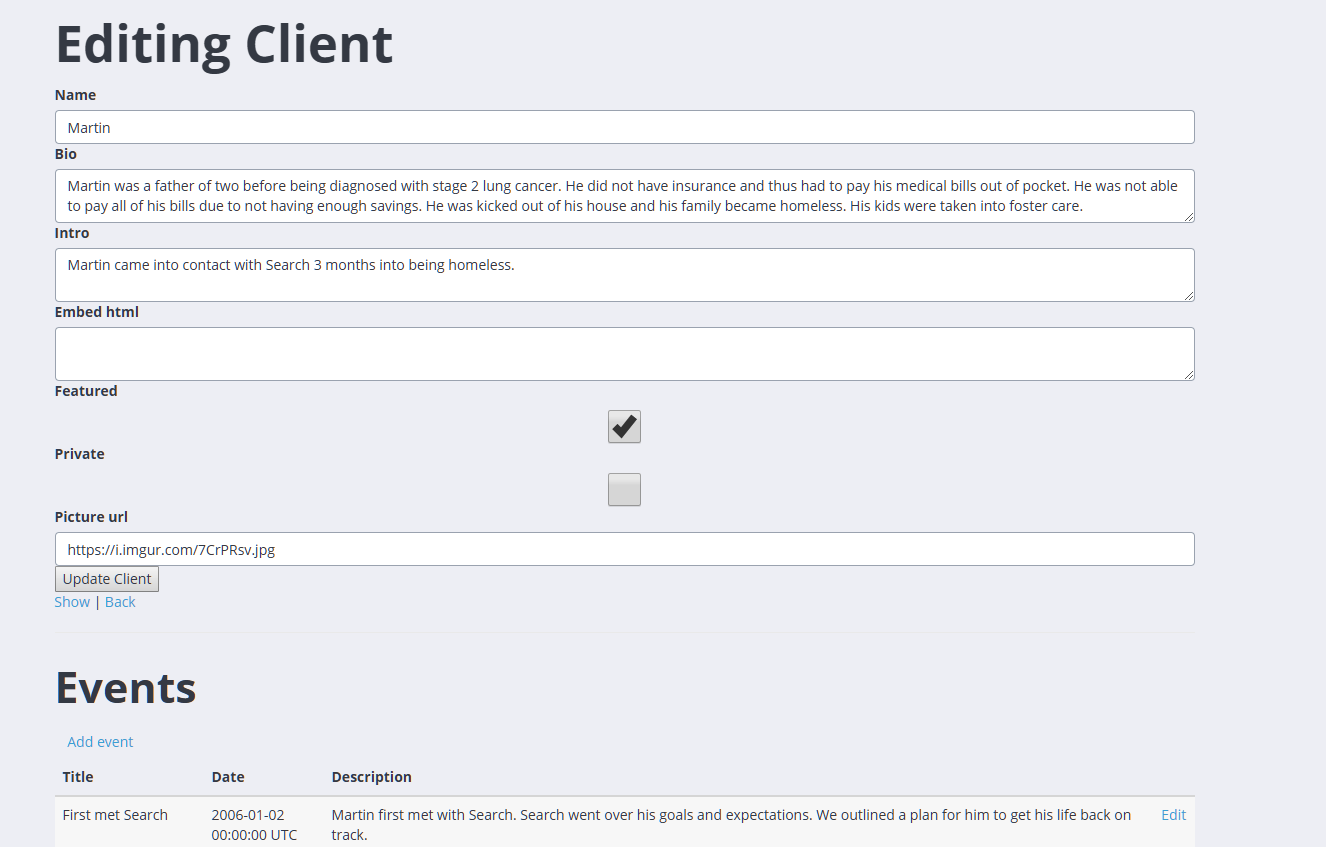 Editing Client
Name
Martin
Bio
Martin was a father of two before being diagnosed with stage 2 lung cancer. He did not have insurance and thus had to pay his medical bills out of pocket. He was not able
to pay all of his bills due to not having enough savings. He was kicked out of his house and his family became homeless. His kids were taken into foster care.
Intro
Martin came into contact with Search 3 months into being homeless.
Embed html
Featured
Private
Picture url
https://i.imgur.com/7CrPRsv.jpg
Update Client
Show | Back
Events
Add event
Title Date Description
First met Search 2006-01-02 Martin first met with Search. Search went over his goals and expectations. We outlined a plan for him to get his life back on Edit
00:00:00 UTC track.